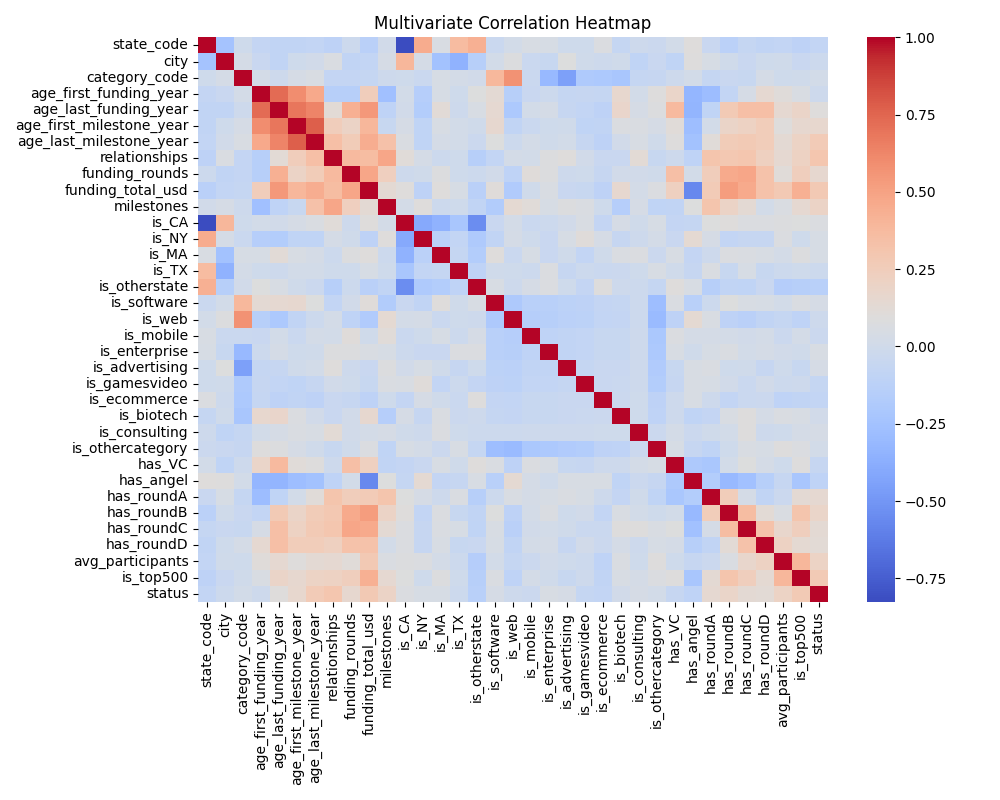 Multivariate Correlation Heatmap
state_code
city
category_code
age_first_funding_year
age_last_funding_year
age_first_milestone_year
age_last_milestone_year
relationships
funding_rounds
funding_total_usd
milestones
is_CA
is_NY
is_MA
is_TX
is_otherstate
is_software
is_web
is_mobile
is_enterprise
is_advertising
is_gamesvideo
is_ecommerce
is_biotech
is_consulting
is_othercategory
has_VC
has_angel
has_roundA
has_roundB
has_roundC
has_roundD
avg_participants
is_top500
status
state_code
city
category_code
age_first_funding_year
age_last_funding_year
age_first_milestone_year
age_last_milestone_year
relationships
funding_rounds
funding_total_usd
milestones
is_CA
is_NY
is_MA
is_TX
is_otherstate
is_software
is_web
is_mobile
is_enterprise
is_advertising
is_gamesvideo
is_ecommerce
is_biotech
is_consulting
is_othercategory
has_VC
has_angel
has_roundA
has_roundB
has_roundC
has_roundD
avg_participants
is_top500
status
1.00
0.75
0.50
0.25
0.00
−0.25
−0.50
−0.75